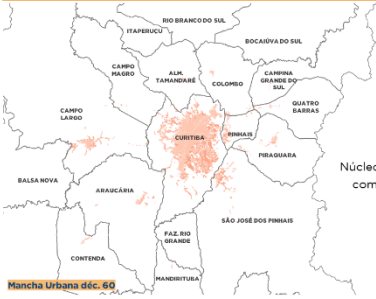 RIO BRANCO DO SUL
ITAPERUÇU
BOCAIÚVA DO SUL
CAMPO
MAGRO
ALM.
TAMANDARÉ
COLOMBO
CAMPINA
GRANDE DO
SUL
QUATRO
BARRAS
CAMPO
LARGO
CURITIBA
PINHAIS
PIRAQUARA
Núcle
com
BALSA NOVA
ARAUCÁRIA
SÃO JOSÉ DOS PINHAIS
FAZ. RIO
GRANDE
CONTENDA
MANDIRITUBA
Mancha Urbana déc. 60